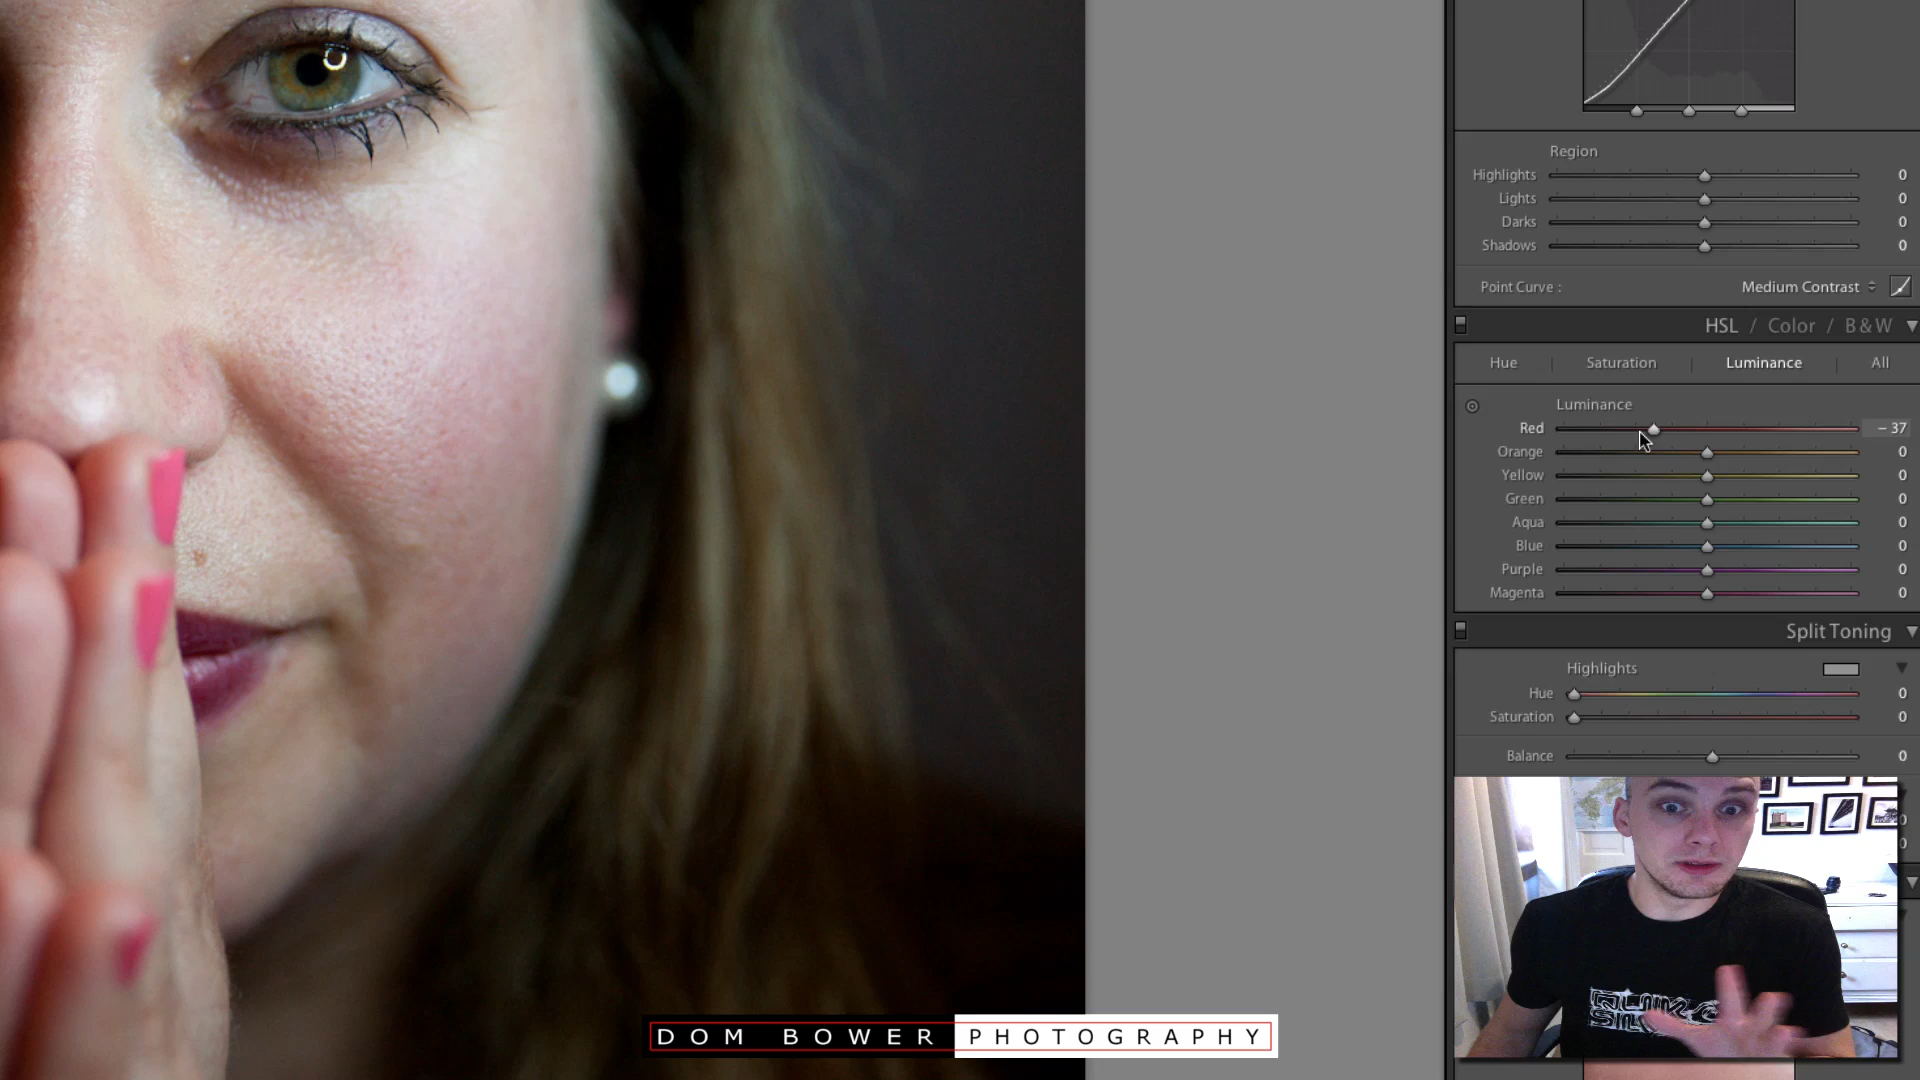 Region
Highlights 0
Lights 0
Darks 0
Shadows 0
Point Curve : Medium Contrast
HSL / Color / B & W
Hue Saturation Luminance All
Luminance
Red – 37
Orange 0
Yellow 0
Green 0
Aqua 0
Blue 0
Purple 0
Magenta 0
Split Toning
Highlights
Hue 0
Saturation 0
Balance 0
0
0
DOM BOWER PHOTOGRAPHY